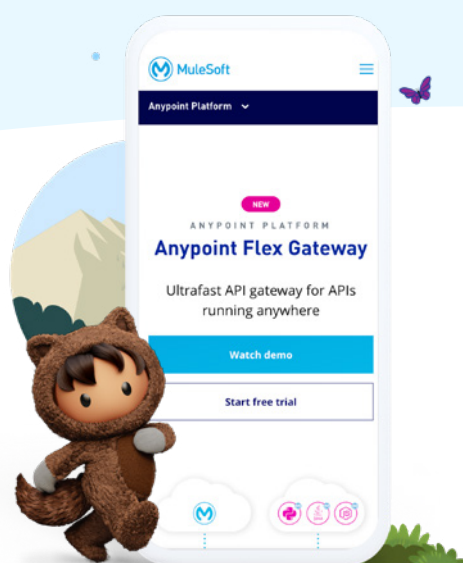 MuleSoft
Anypoint Platform
NEW
ANYPOINT PLATFORM
Anypoint Flex Gateway
Ultrafast API gateway for APIs
running anywhere
Watch demo
Start free trial